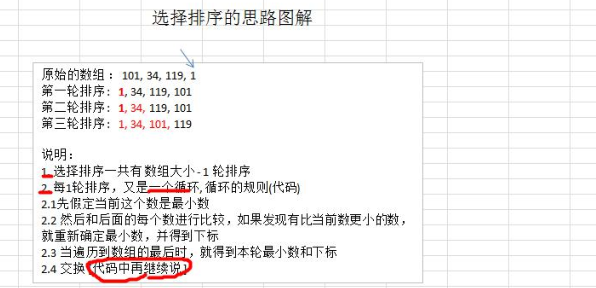 选择排序的思路图解
原始的数组 : 101, 34, 119, 1
第一轮排序: 1, 34, 119, 101
第二轮排序: 1, 34, 119, 101
第三轮排序: 1, 34, 101, 119
说明:
1. 选择排序一共有数组大小 - 1 轮排序
2. 每1轮排序，又是一个循环, 循环的规则(代码)
2.1先假定当前这个数是最小数
2.2 然后和后面的每个数进行比较，如果发现有比当前数更小的数，
就重新确定最小数，并得到下标
2.3 当遍历到数组的最后时，就得到本轮最小数和下标
2.4 交换 [代码中再继续说 ]